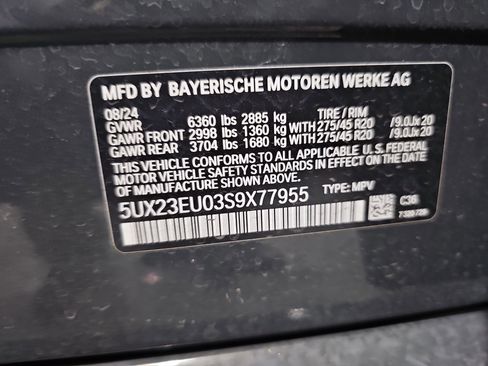 MFD BY BAYERISCHE MOTOREN WERKE AG
08/24 TIRE / RIM
GVWR 6360 lbs 2885 kg
GAWR FRONT 2998 lbs 1360 kg WITH 275/45 R20 /9.0Jx20
GAWR REAR 3704 lbs 1680 kg WITH 275/45 R20 /9.0Jx20
THIS VEHICLE CONFORMS TO ALL APPLICABLE U.S. FEDERAL
MOTOR VEHICLE SAFETY STANDARDS IN EFFECT ON THE
DATE OF MANUFACTURE SHOWN ABOVE.
5UX23EU03S9X77955 TYPE: MPV
C36